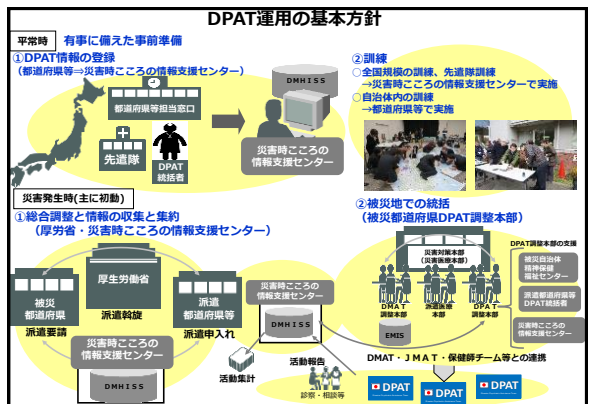 DPAT運用の基本方針
平常時
有事に備えた事前準備
①DPAT情報の登録
(都道府県等⇒災害時こころの情報支援センター)
都道府県等担当窓口
先遣隊
DPAT
統括者
DMHISS
災害時こころの
情報支援センター
②訓練
○全国規模の訓練、先遣隊訓練
→災害時こころの情報支援センターで実施
○自治体内の訓練
→都道府県等で実施
災害発生時(主に初動)
①総合調整と情報の収集と集約
(厚労省・災害時こころの情報支援センター)
被災
都道府県
派遣要請
厚生労働省
派遣斡旋
派遣
都道府県等
派遣申入れ
災害時こころの
情報支援センター
DMHISS
災害時こころの
情報支援センター
DMHISS
活動集計
活動報告
診察・相談等
②被災地での統括
(被災都道府県DPAT調整本部)
災害対策本部
(災害医療本部)
DMAT
調整本部
派遣医療
本部
DPAT
調整本部
EMIS
DPAT調整本部の支援
被災自治体
精神保健
福祉センター
派遣都道府県等
DPAT統括者
災害時こころの
情報支援センター
DMAT・JMAT・保健師チーム等との連携
DPAT
DPAT
DPAT